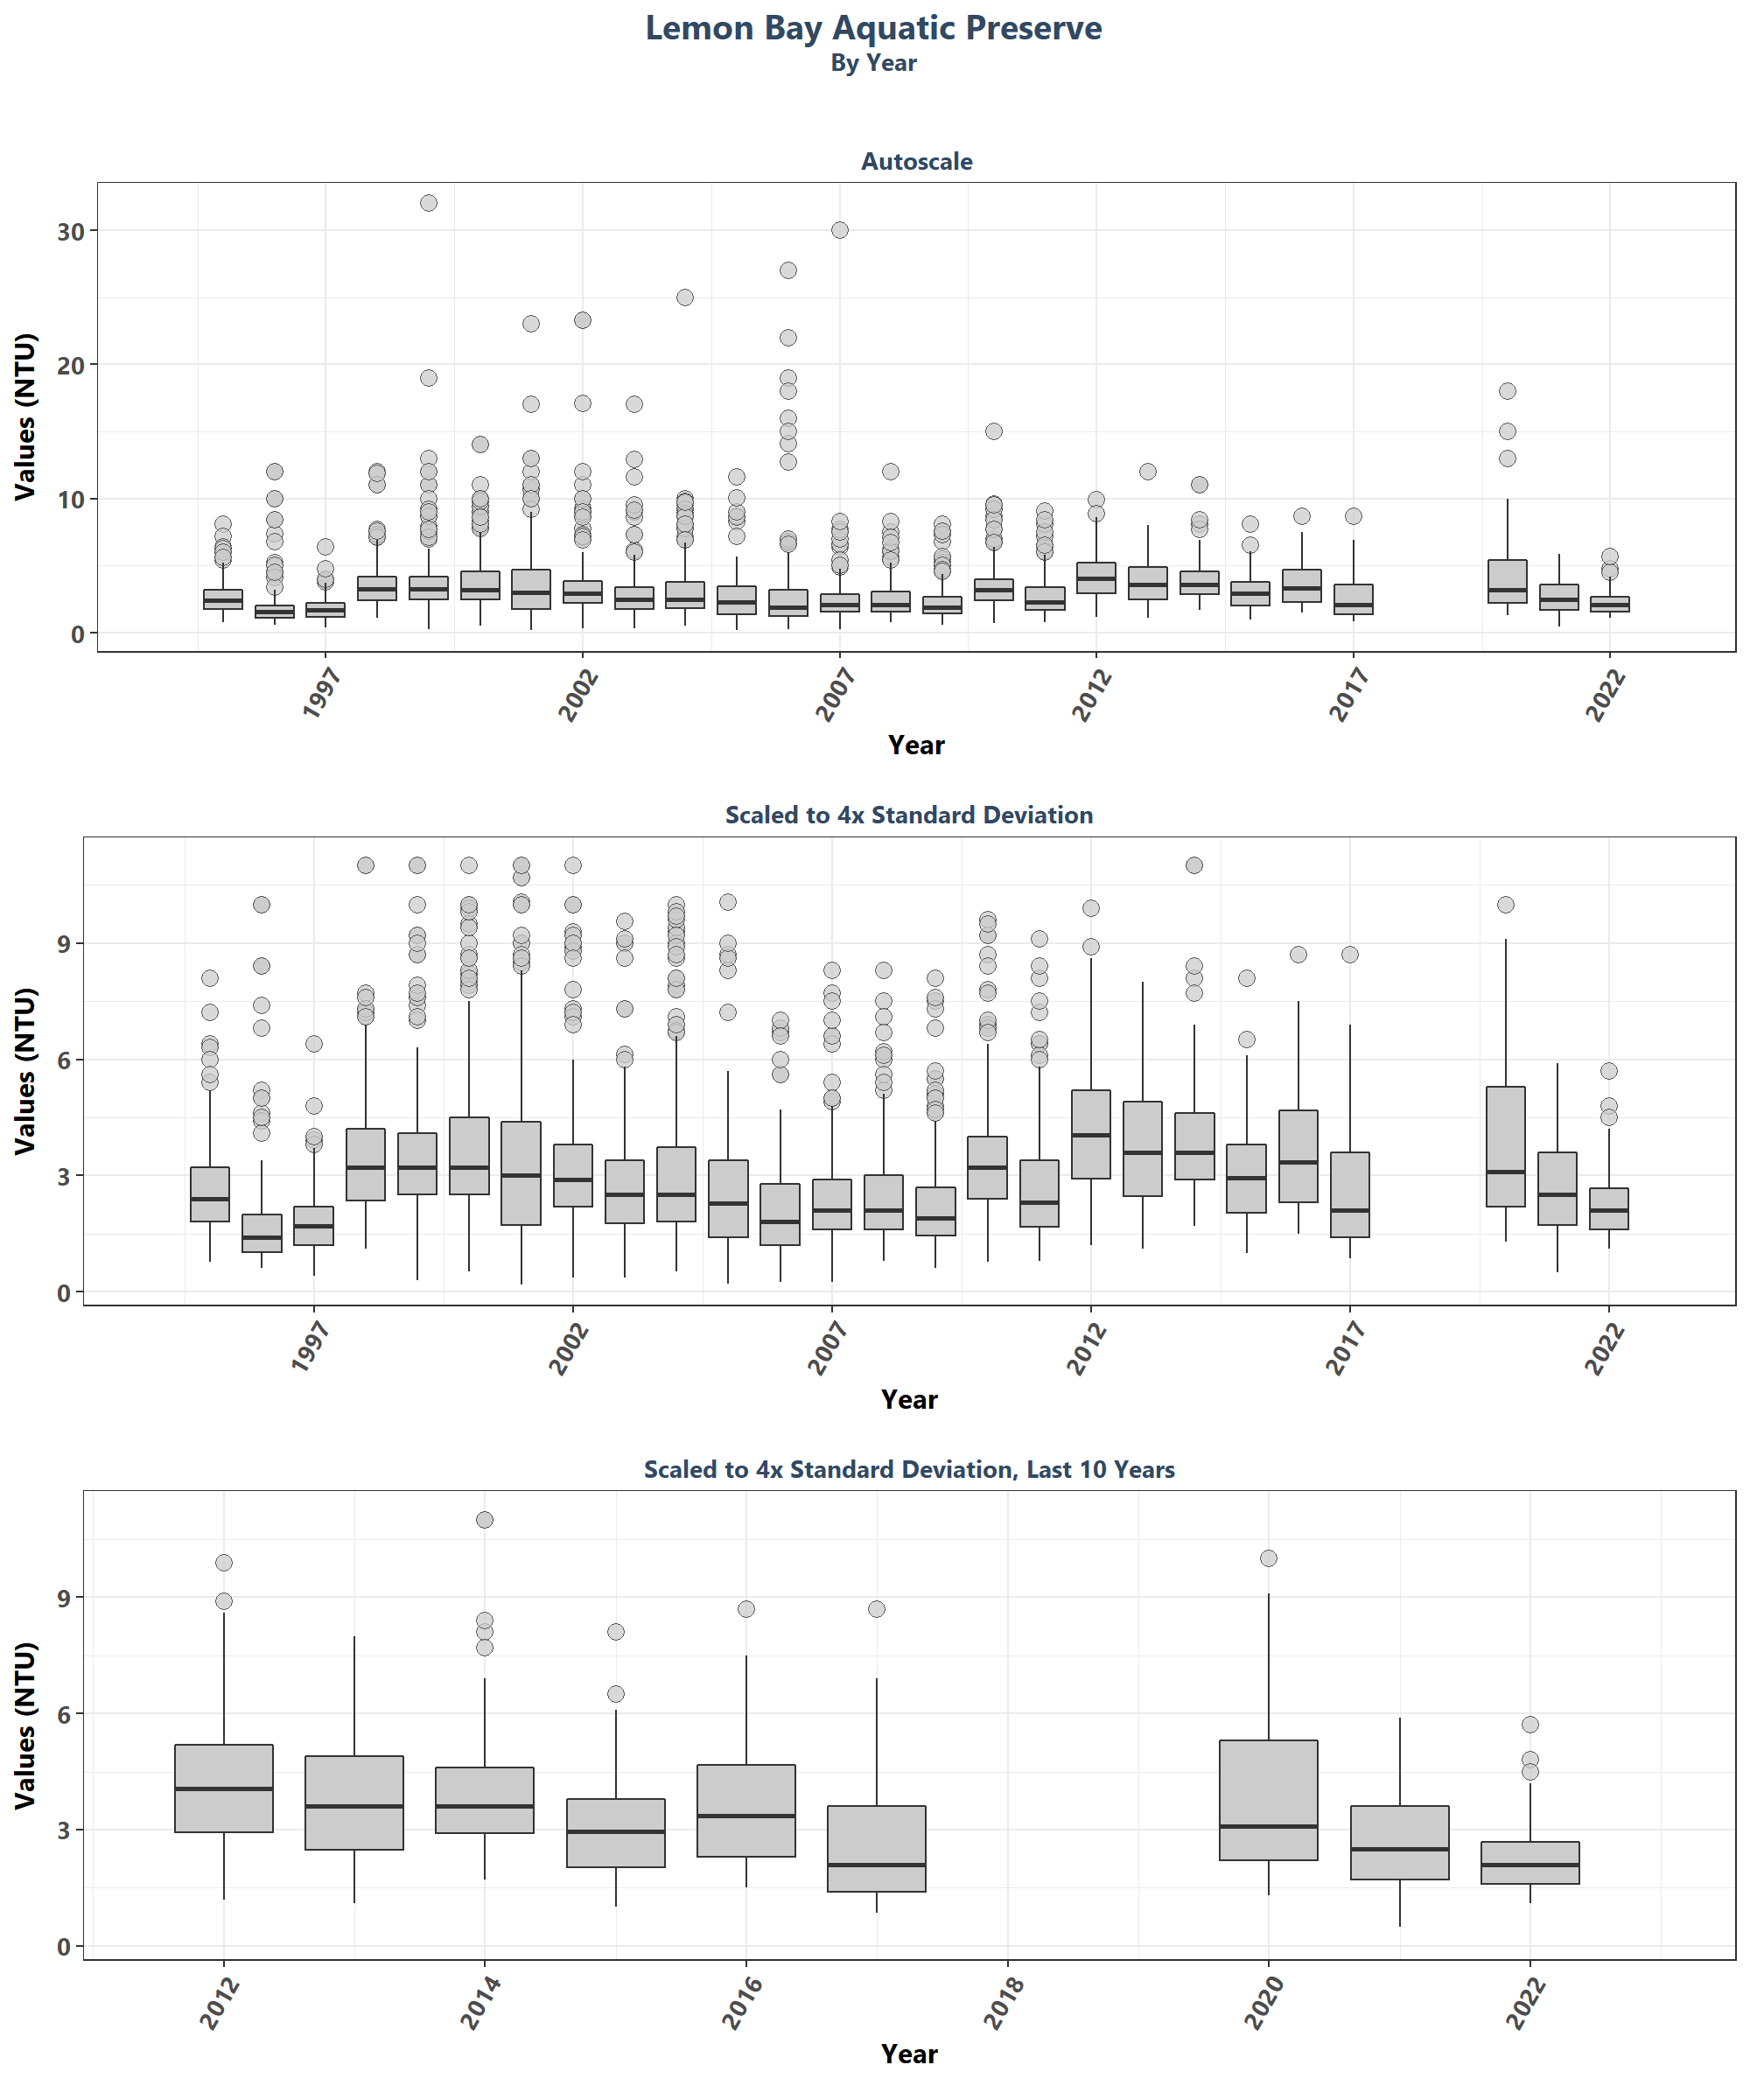 Lemon Bay Aquatic Preserve
By Year
Autoscale
Values (NTU)
30
20
10
0
1997
2002
2007
2012
2017
2022
Year
Scaled to 4x Standard Deviation
Values (NTU)
9
6
3
0
1997
2002
2007
2012
2017
2022
Year
Scaled to 4x Standard Deviation, Last 10 Years
Values (NTU)
9
6
3
0
2012
2014
2016
2018
2020
2022
Year